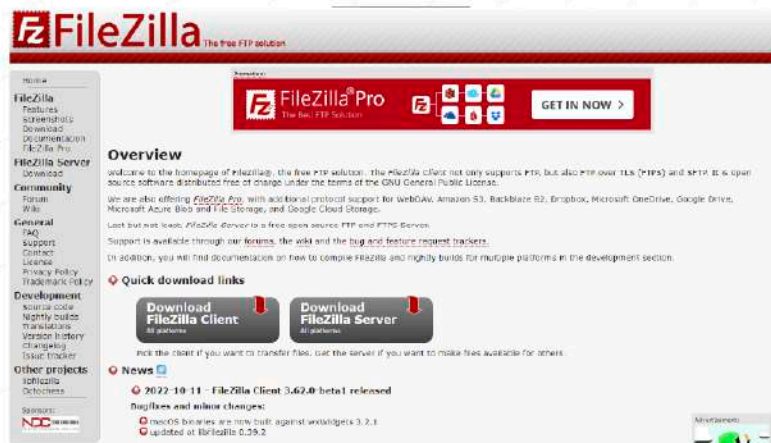 FileZilla The free FTP solution
Home
FileZilla
Features
Screenshots
Download
Documentation
FileZilla Pro
FileZilla Server
Download
Community
Forum
Wiki
General
FAQ
Support
Contact
License
Privacy Policy
Trademark Policy
Development
Source code
Nightly builds
Translations
Version history
Changelog
Issue tracker
Other projects
Octochess
Sponsors:
Promotion:
FileZilla® Pro
The Best FTP Solution
GET IN NOW >
Overview
Welcome to the homepage of FileZilla®, the free FTP solution. The FileZilla Client not only supports FTP, but also FTP over TLS (FTPS) and SFTP. It is open
source software distributed free of charge under the terms of the GNU General Public License.
We are also offering FileZilla Pro, with additional protocol support for WebDAV, Amazon S3, Backblaze B2, Dropbox, Microsoft OneDrive, Google Drive,
Microsoft Azure Blob and File Storage, and Google Cloud Storage.
Last but not least, FileZilla Server is a free open source FTP and FTPS Server.
Support is available through our forums, the wiki and the bug and feature request trackers.
In addition, you will find documentation on how to compile FileZilla and nightly builds for multiple platforms in the development section.
Quick download links
Download
FileZilla Client
All platforms
Download
FileZilla Server
All platforms
Pick the client if you want to transfer files. Get the server if you want to make files available for others
News
2022-10-11 - FileZilla Client 3.62.0-beta1 released
Bugfixes and minor changes:
macOS binaries are now built against wxWidgets 3.2.1
updated at libfilezilla 0.39.2
Advertisement: